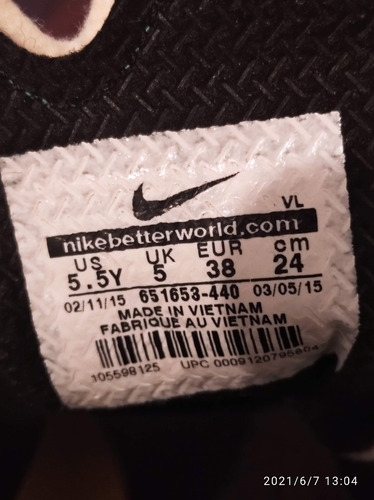 VL
nikebetterworld.com
US UK EUR cm
5.5Y 5 38 24
02/11/15 651653-440 03/05/15
MADE IN VIETNAM
FABRIQUE AU VIETNAM
105598125 UPC
2021/6/7 13:04